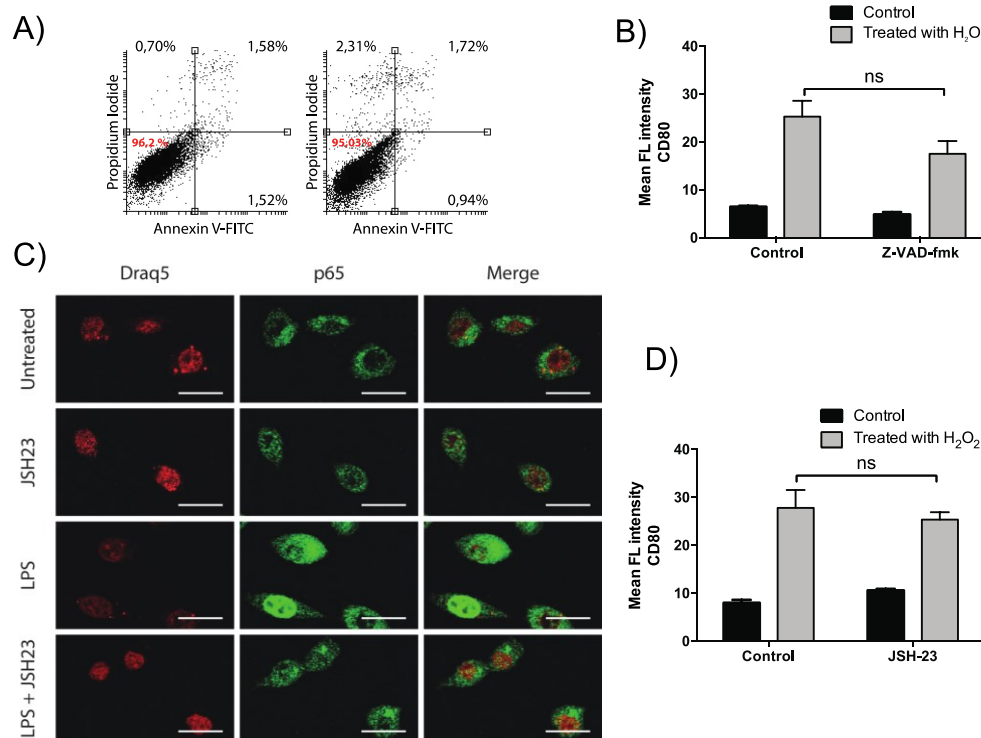 A)
0,70%
1,58%
2,31%
1,72%
Propidium Iodide
Propidium Iodide
96,2 %
95,03%
1,52%
0,94%
Annexin V-FITC
Annexin V-FITC
B)
Control
Treated with H2O
40
30
20
10
0
ns
Mean FL intensity
CD80
Control
Z-VAD-fmk
C)
Draq5
p65
Merge
Untreated
JSH23
LPS
LPS + JSH23
D)
Control
Treated with H2O2
40
30
20
10
0
ns
Mean FL intensity
CD80
Control
JSH-23